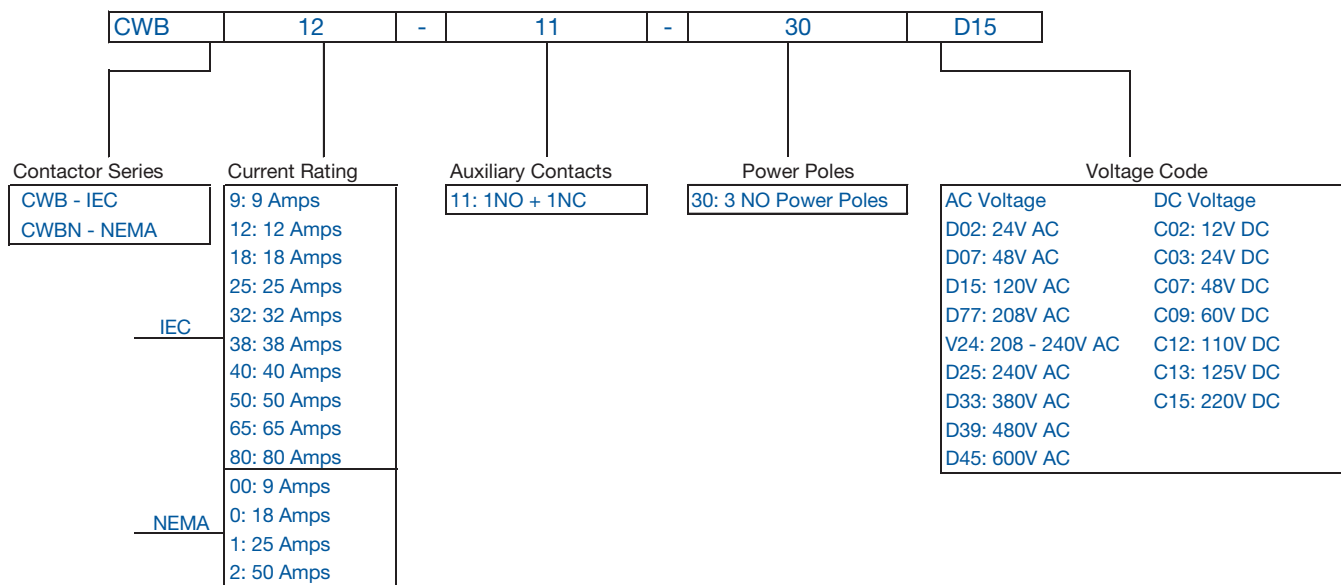 CWB 12 - 11 - 30 D15
Contactor Series
CWB - IEC
CWBN - NEMA
Current Rating
IEC
9: 9 Amps
12: 12 Amps
18: 18 Amps
25: 25 Amps
32: 32 Amps
38: 38 Amps
40: 40 Amps
50: 50 Amps
65: 65 Amps
80: 80 Amps
NEMA
00: 9 Amps
0: 18 Amps
1: 25 Amps
2: 50 Amps
Auxiliary Contacts
11: 1NO + 1NC
Power Poles
30: 3 NO Power Poles
Voltage Code
AC Voltage
D02: 24V AC
D07: 48V AC
D15: 120V AC
D77: 208V AC
V24: 208 - 240V AC
D25: 240V AC
D33: 380V AC
D39: 480V AC
D45: 600V AC
DC Voltage
C02: 12V DC
C03: 24V DC
C07: 48V DC
C09: 60V DC
C12: 110V DC
C13: 125V DC
C15: 220V DC